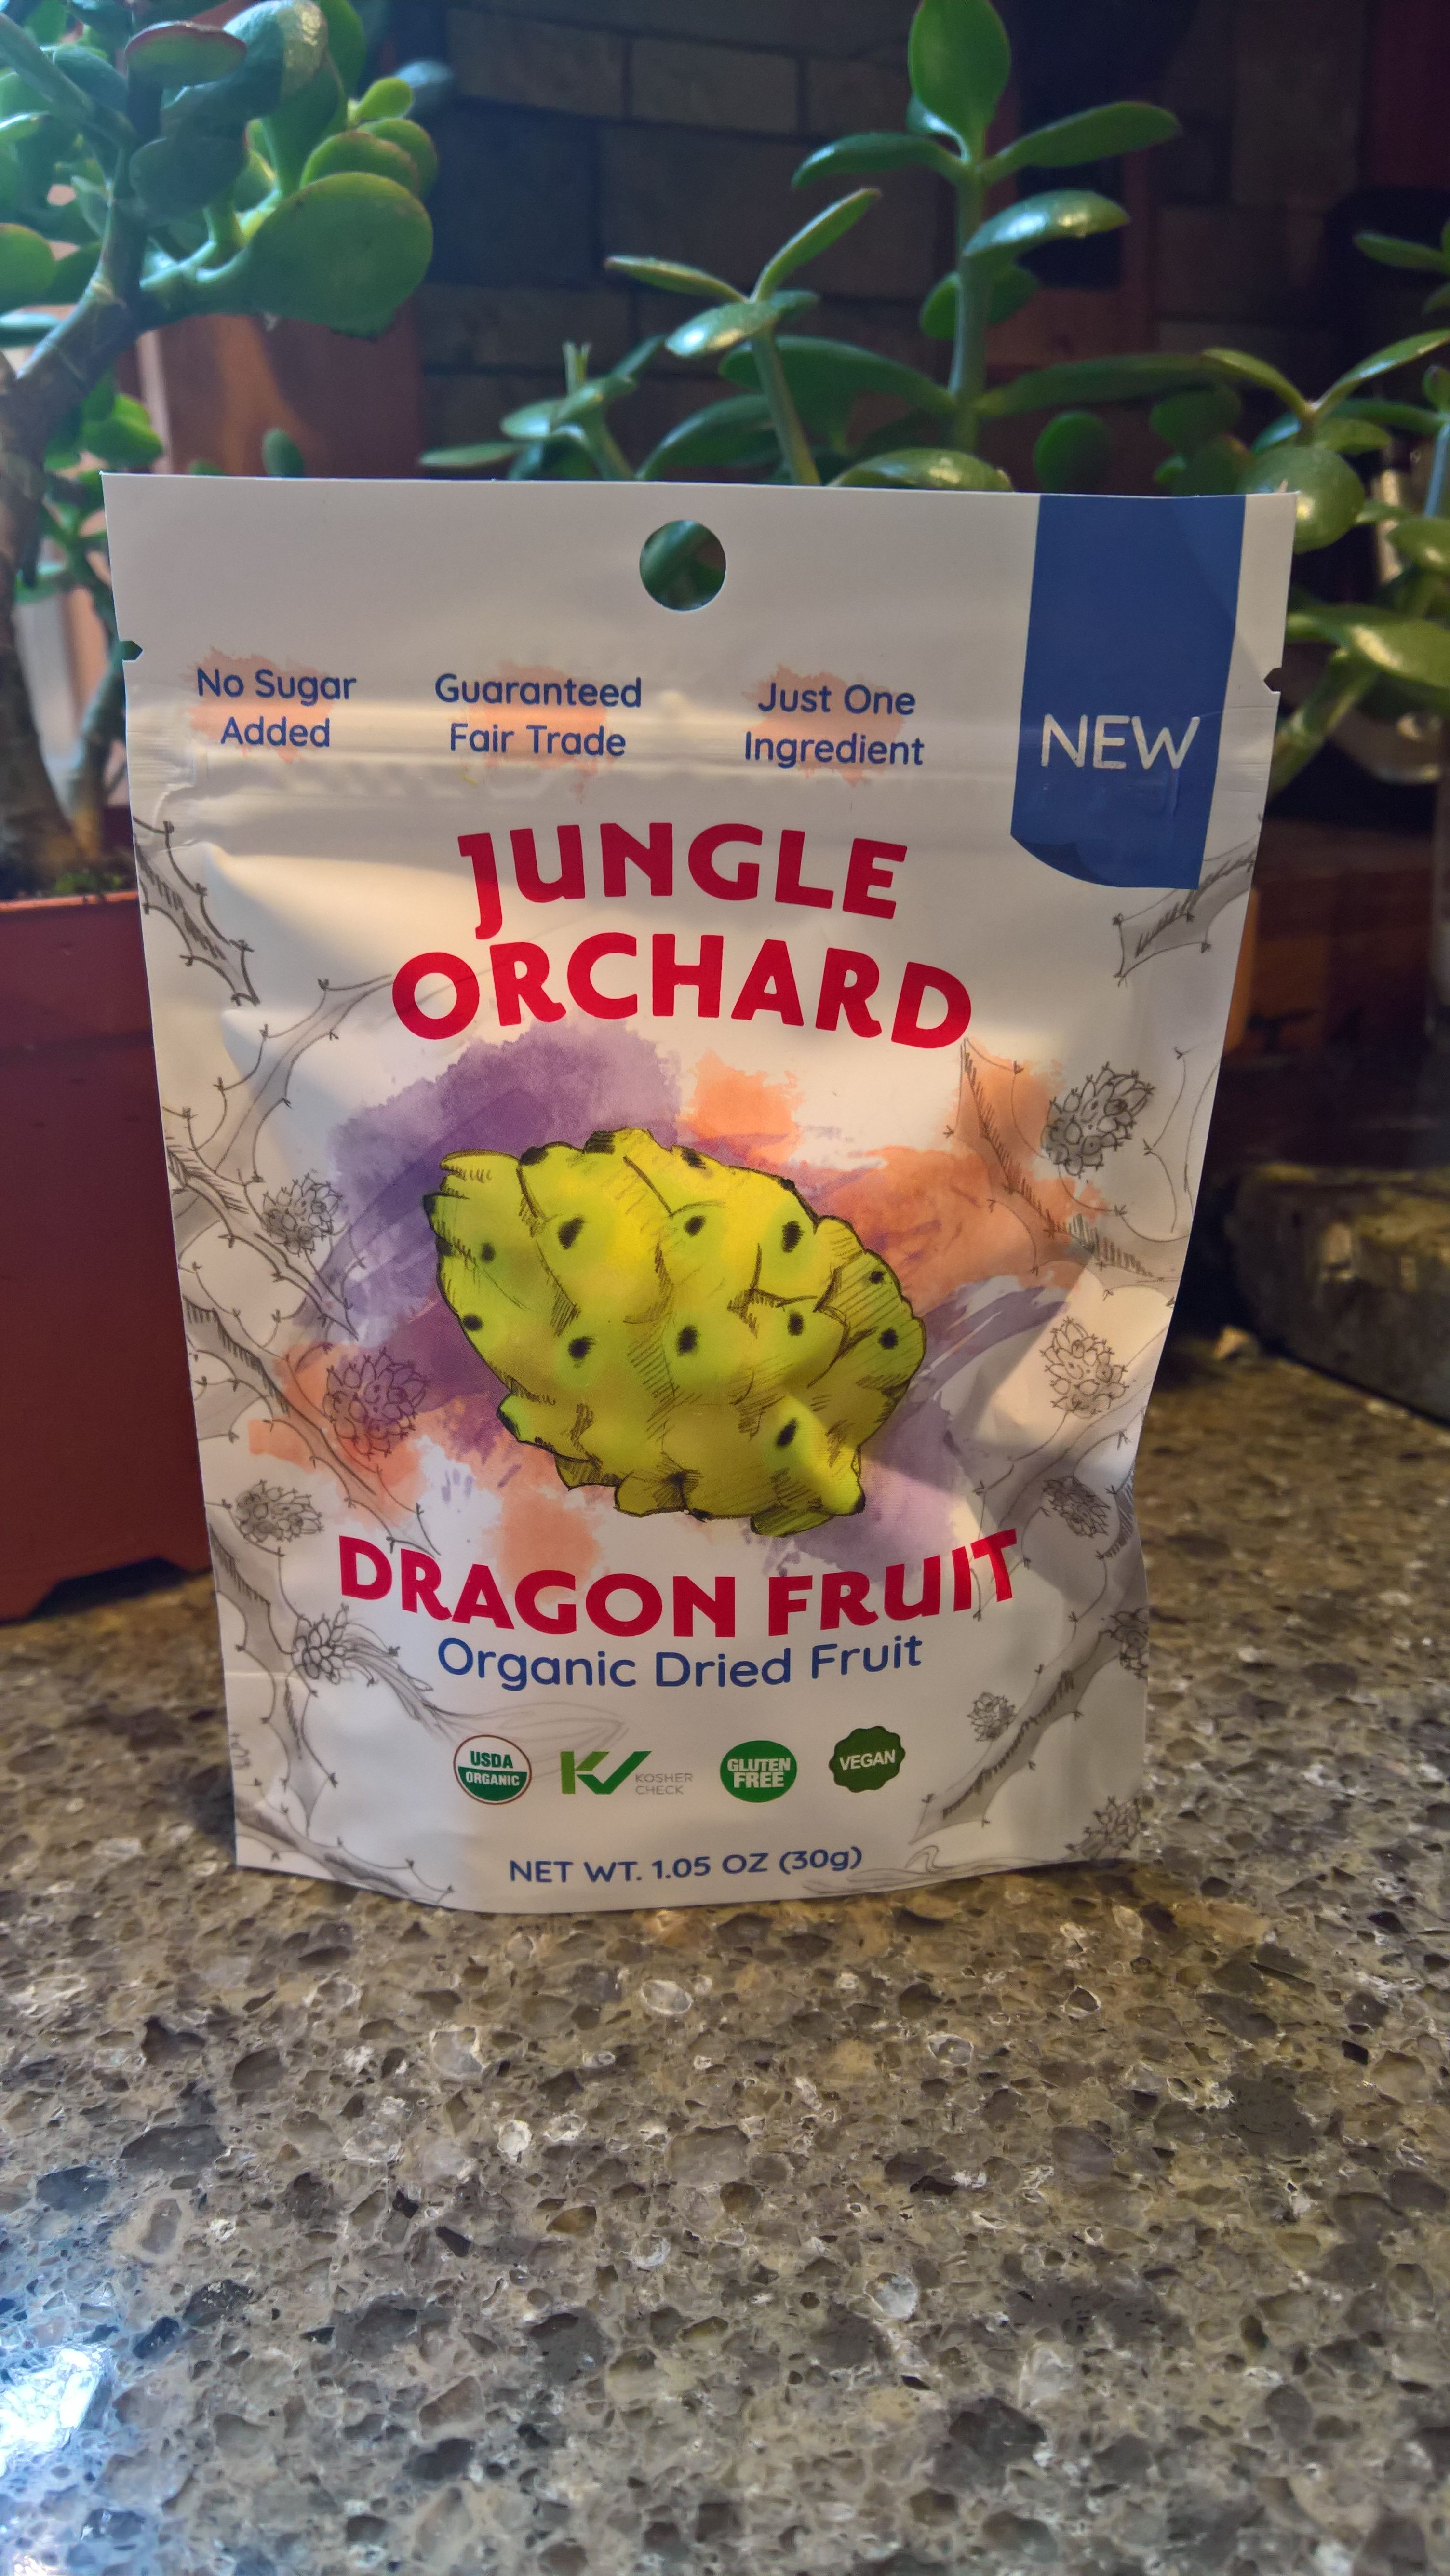 No Sugar
Added
Guaranteed
Fair Trade
Just One
Ingredient
NEW
JUNGLE
ORCHARD
DRAGON FRUIT
Organic Dried Fruit
USDA
ORGANIC
KOSHER
CHECK
GLUTEN
FREE
VEGAN
NET WT. 1.05 OZ (30g)